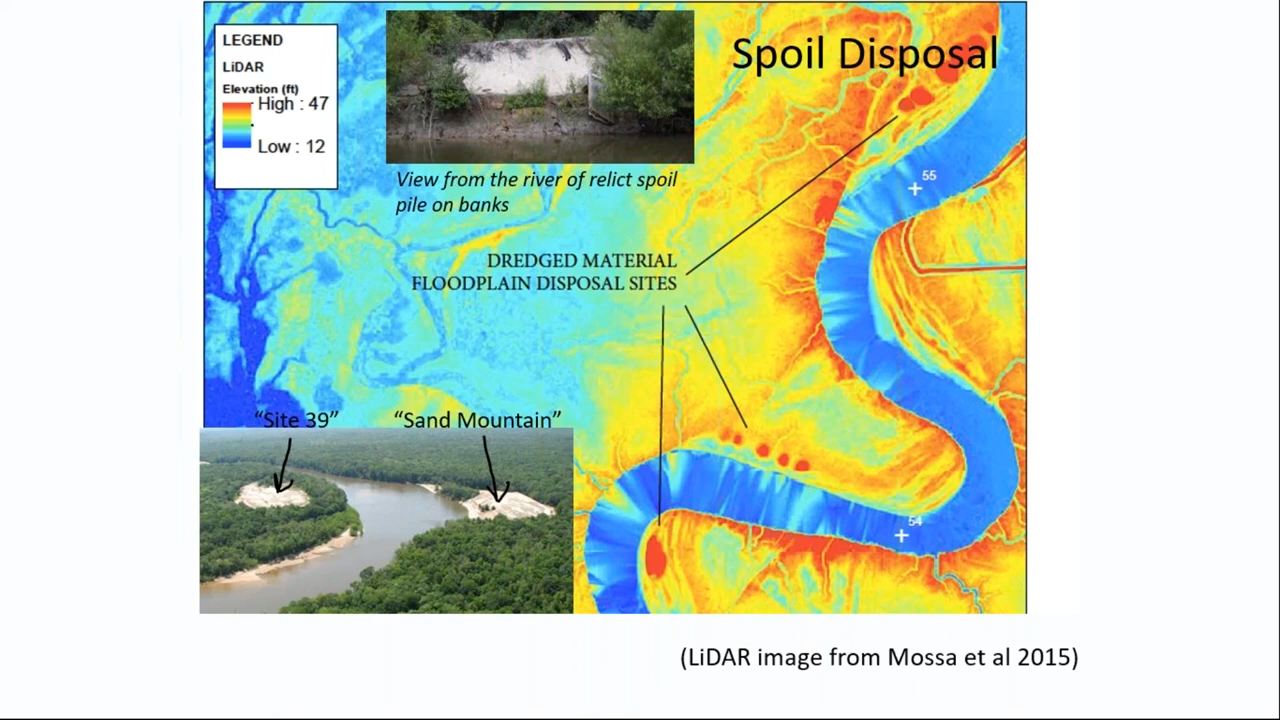 LEGEND
LiDAR
Elevation (ft)
High : 47
Low : 12
Spoil Disposal
View from the river of relict spoil
pile on banks
55
DREDGED MATERIAL
FLOODPLAIN DISPOSAL SITES
“Site 39”
“Sand Mountain”
54
(LiDAR image from Mossa et al 2015)